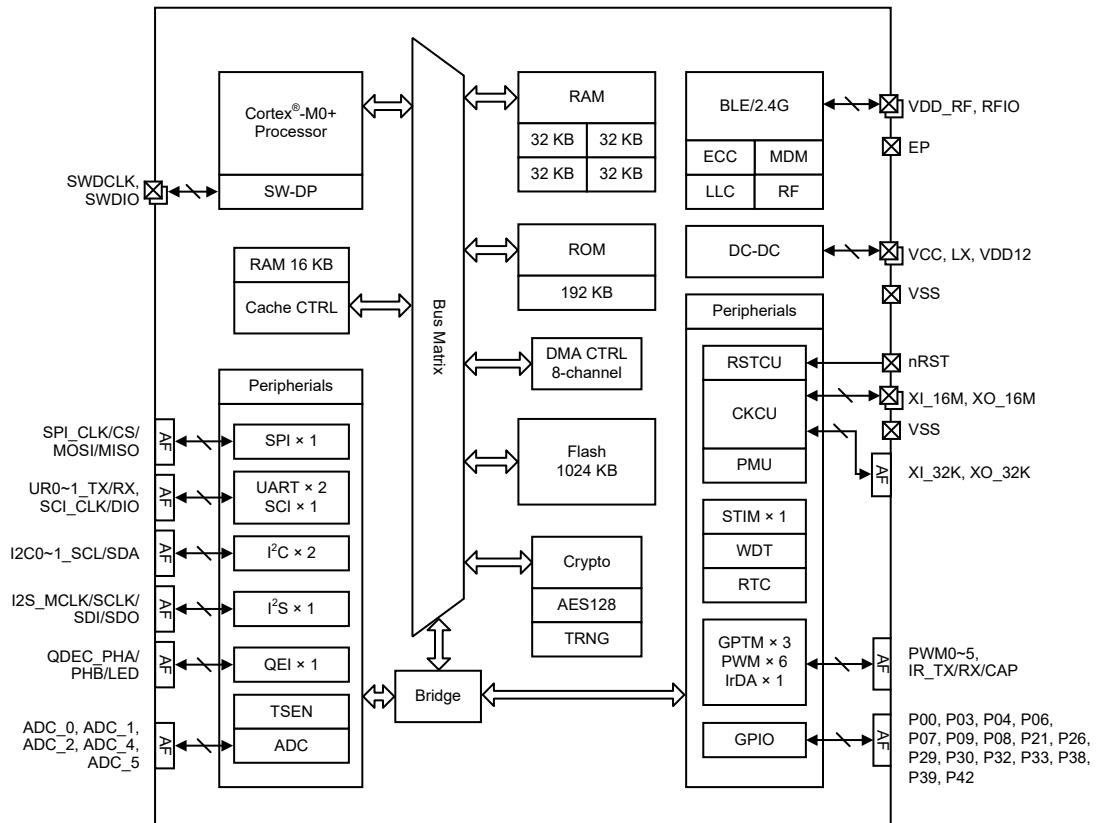 Cortex®-M0+
Processor
SW-DP
SWDCLK,
SWDIO
RAM 16 KB
Cache CTRL
Bus Matrix
RAM
32 KB
32 KB
32 KB
32 KB
ROM
192 KB
DMA CTRL
8-channel
Flash
1024 KB
Crypto
AES128
TRNG
BLE/2.4G
ECC
MDM
LLC
RF
VDD_RF, RFIO
EP
DC-DC
VCC, LX, VDD12
VSS
Peripherials
SPI_CLK/CS/
MOSI/MISO
AF
SPI × 1
UR0~1_TX/RX,
SCI_CLK/DIO
AF
UART × 2
SCI × 1
I2C0~1_SCL/SDA
AF
I²C × 2
I2S_MCLK/SCLK/
SDI/SDO
AF
I²S × 1
QDEC_PHA/
PHB/LED
AF
QEI × 1
TSEN
ADC_0, ADC_1,
ADC_2, ADC_4,
ADC_5
AF
ADC
Bridge
Peripherials
RSTCU
nRST
CKCU
XI_16M, XO_16M
VSS
PMU
AF
XI_32K, XO_32K
STIM × 1
WDT
RTC
GPTM × 3
PWM × 6
IrDA × 1
AF
PWM0~5,
IR_TX/RX/CAP
GPIO
AF
P00, P03, P04, P06,
P07, P09, P08, P21, P26,
P29, P30, P32, P33, P38,
P39, P42